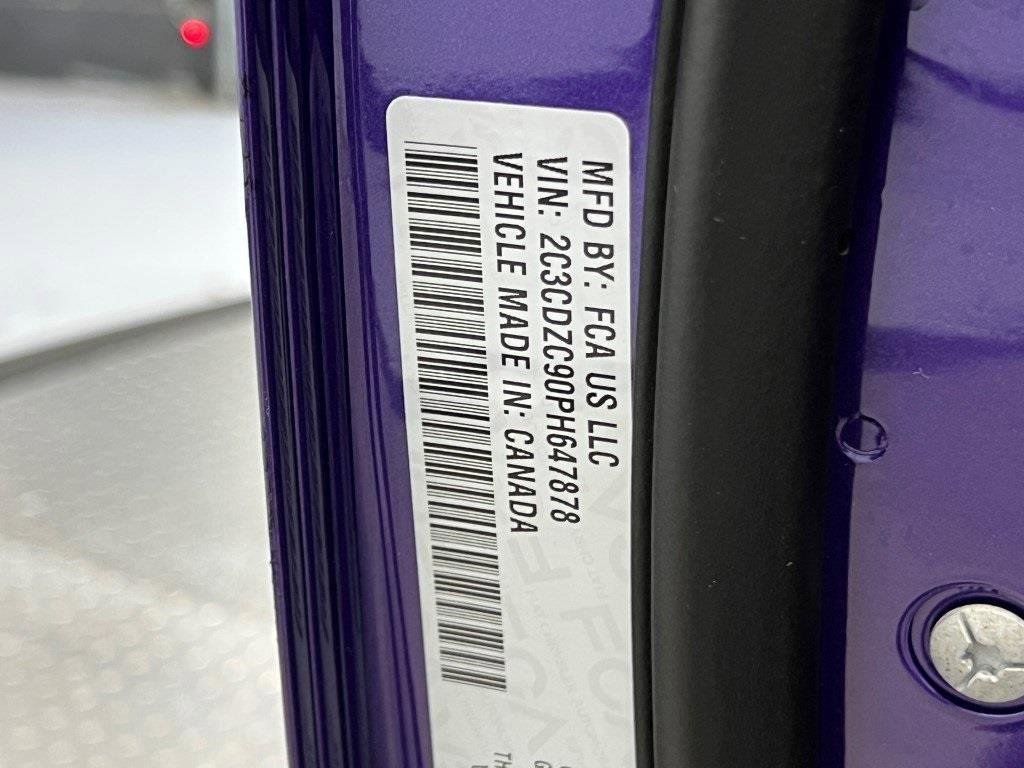 MFD BY: FCA US LLC
VIN: 2C3CDZC90PH647878
VEHICLE MADE IN: CANADA